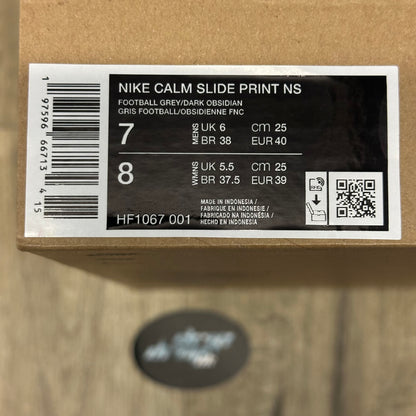 NIKE CALM SLIDE PRINT NS
FOOTBALL GREY/DARK OBSIDIAN
GRIS FOOTBALL/OBSIDIENNE FNC
7 MENS UK 6 cm 25
BR 38 EUR 40
8 WMNS UK 5.5 cm 25
BR 37.5 EUR 39
HF1067 001
MADE IN INDONESIA /
FABRIQUE EN INDONÉSIE /
FABRICADO NA INDONÉSIA /
HECHO EN INDONESIA
1 97596 66713 4 15